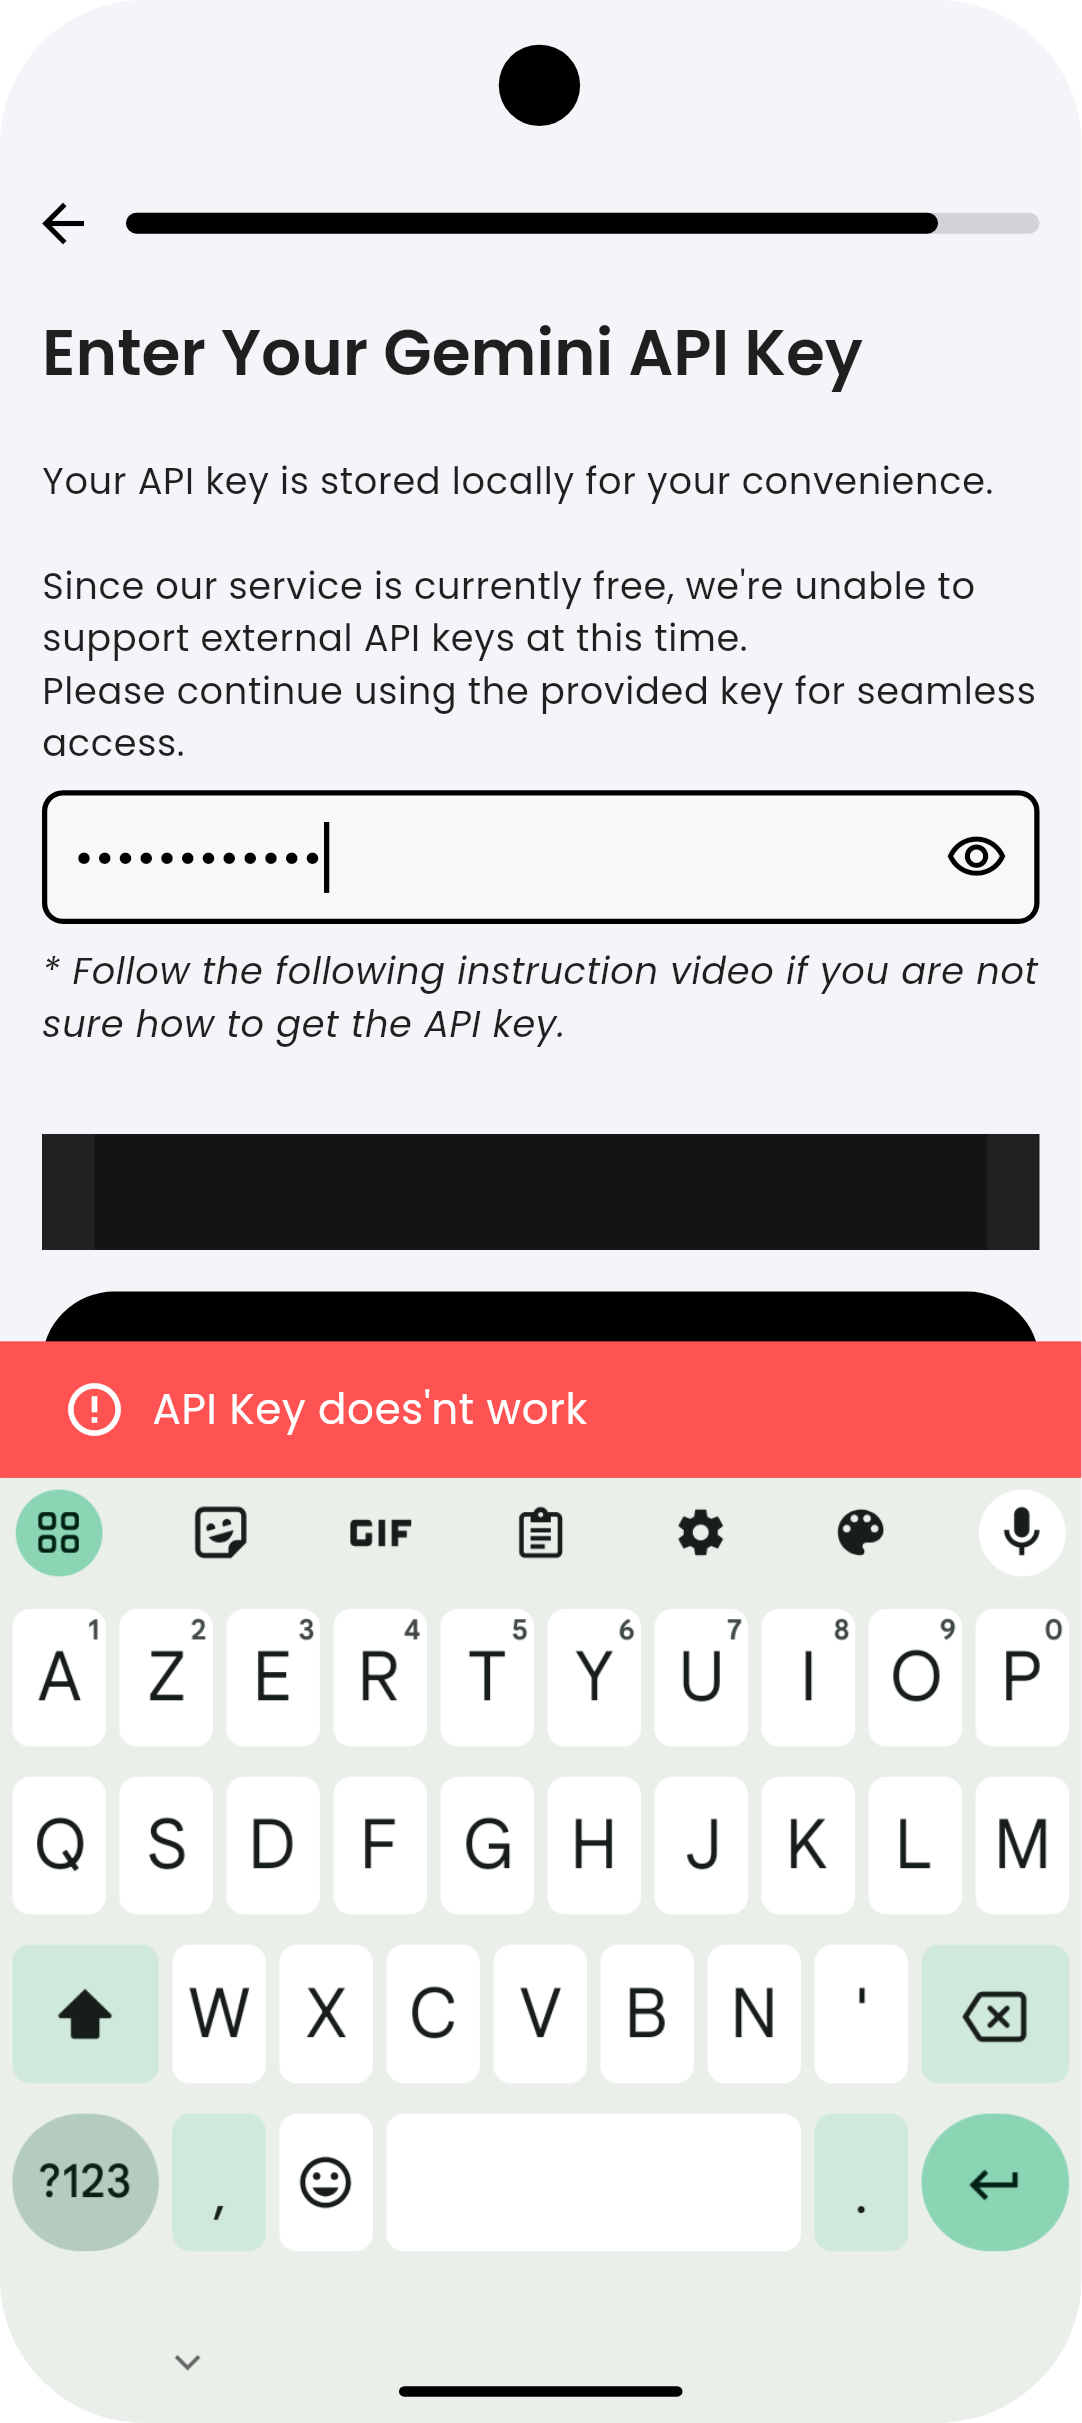 Enter Your Gemini API Key
Your API key is stored locally for your convenience.
Since our service is currently free, we're unable to
support external API keys at this time.
Please continue using the provided key for seamless
access.
••••••••••••
* Follow the following instruction video if you are not
sure how to get the API key.
API Key does'nt work
GIF
A 1 Z 2 E 3 R 4 T 5 Y 6 U 7 I 8 O 9 P 0
Q S D F G H J K L M
W X C V B N '
?123 , .